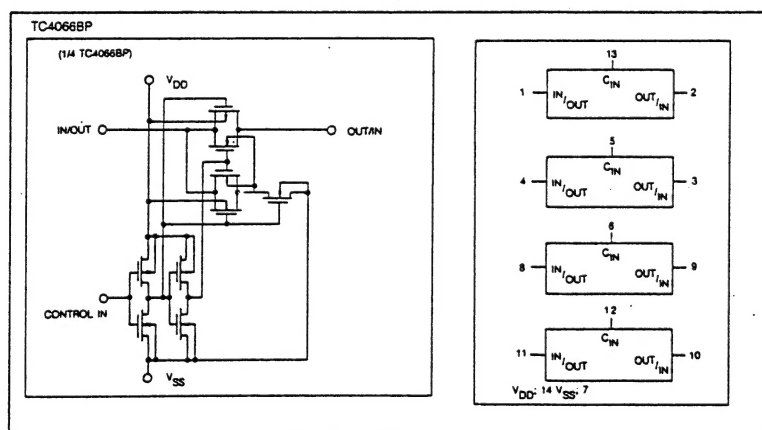 TC4066BP
(1/4 TC4066BP)
VDD
IN/OUT
OUT/IN
CONTROL IN
VSS
13
CIN
1 IN/OUT OUT/IN 2
5
CIN
4 IN/OUT OUT/IN 3
6
CIN
8 IN/OUT OUT/IN 9
12
CIN
11 IN/OUT OUT/IN 10
VDD: 14 VSS: 7